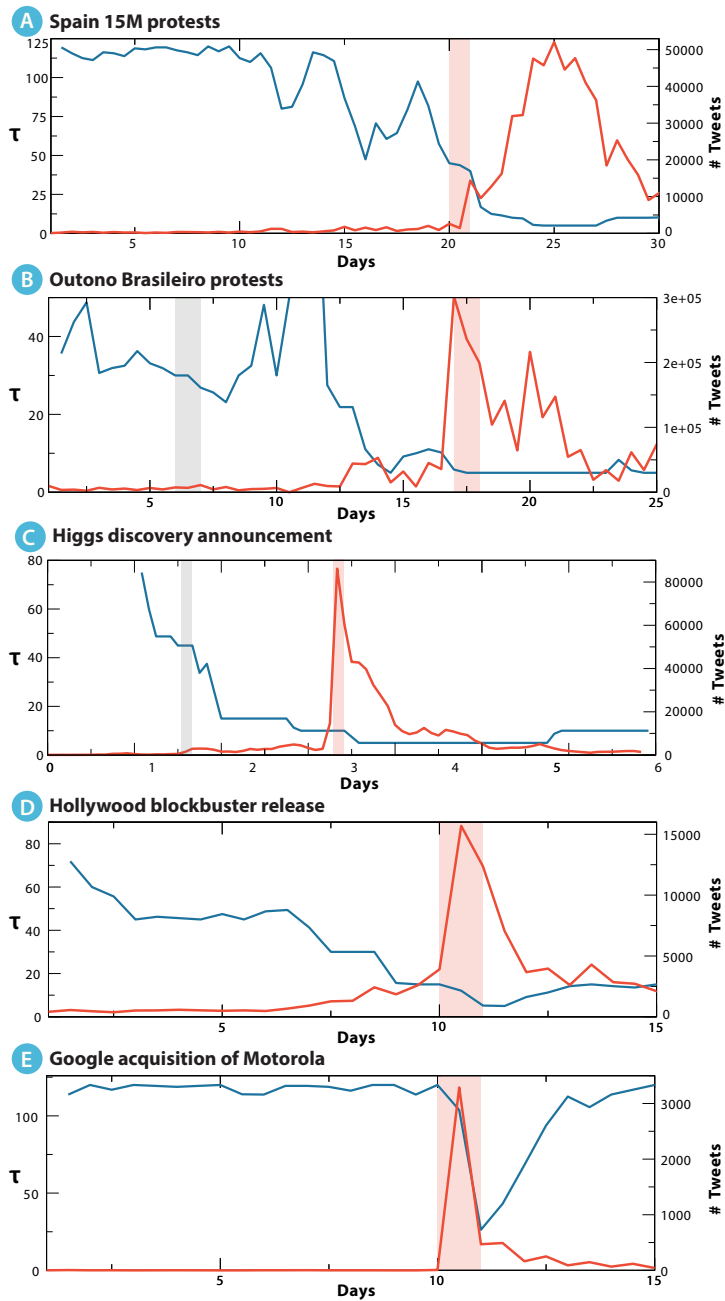 A Spain 15M protests
125
100
75
50
25
0
τ
50000
40000
30000
20000
10000
0
# Tweets
5 10 15 20 25 30
Days
B Outono Brasileiro protests
40
20
0
τ
3e+05
2e+05
1e+05
0
# Tweets
5 10 15 20 25
Days
C Higgs discovery announcement
80
60
40
20
0
τ
80000
60000
40000
20000
0
# Tweets
0 1 2 3 4 5 6
Days
D Hollywood blockbuster release
80
60
40
20
0
τ
15000
10000
5000
0
# Tweets
5 10 15
Days
E Google acquisition of Motorola
100
50
0
τ
3000
2000
1000
0
# Tweets
5 10 15
Days